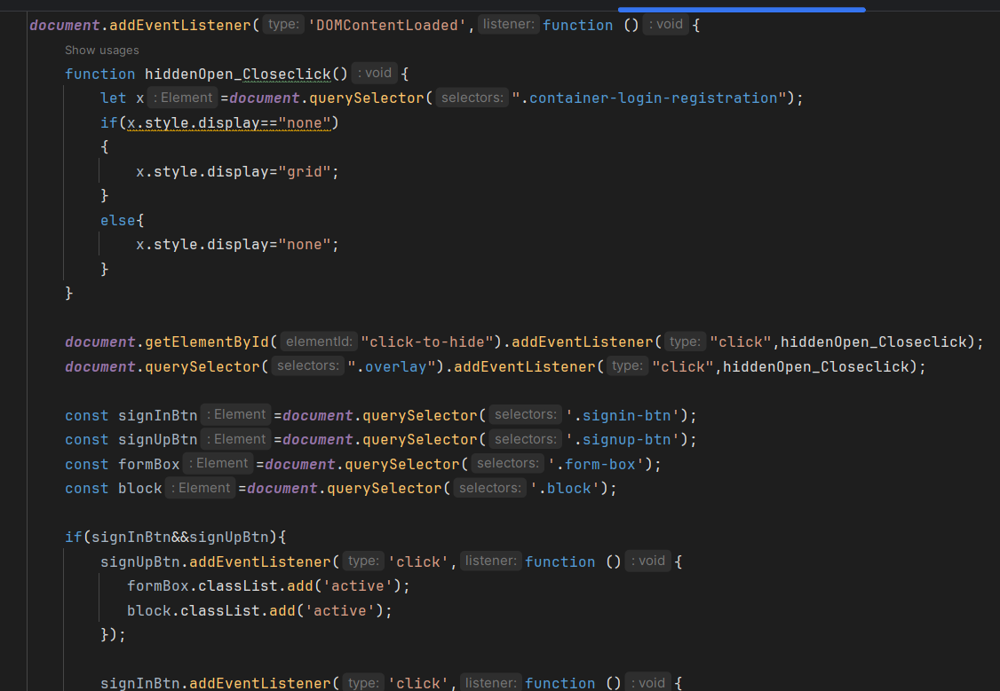 document.addEventListener( type: 'DOMContentLoaded', listener: function () : void {
Show usages
function hiddenOpen_Closeclick() : void {
let x : Element =document.querySelector( selectors: ".container-login-registration");
if(x.style.display=="none")
{
x.style.display="grid";
}
else{
x.style.display="none";
}
}
document.getElementById( elementId: "click-to-hide").addEventListener( type: "click",hiddenOpen_Closeclick);
document.querySelector( selectors: ".overlay").addEventListener( type: "click",hiddenOpen_Closeclick);
const signInBtn : Element =document.querySelector( selectors: '.signin-btn');
const signUpBtn : Element =document.querySelector( selectors: '.signup-btn');
const formBox : Element =document.querySelector( selectors: '.form-box');
const block : Element =document.querySelector( selectors: '.block');
if(signInBtn&&signUpBtn){
signUpBtn.addEventListener( type: 'click', listener: function () : void {
formBox.classList.add('active');
block.classList.add('active');
});
signInBtn.addEventListener( type: 'click', listener: function () : void {